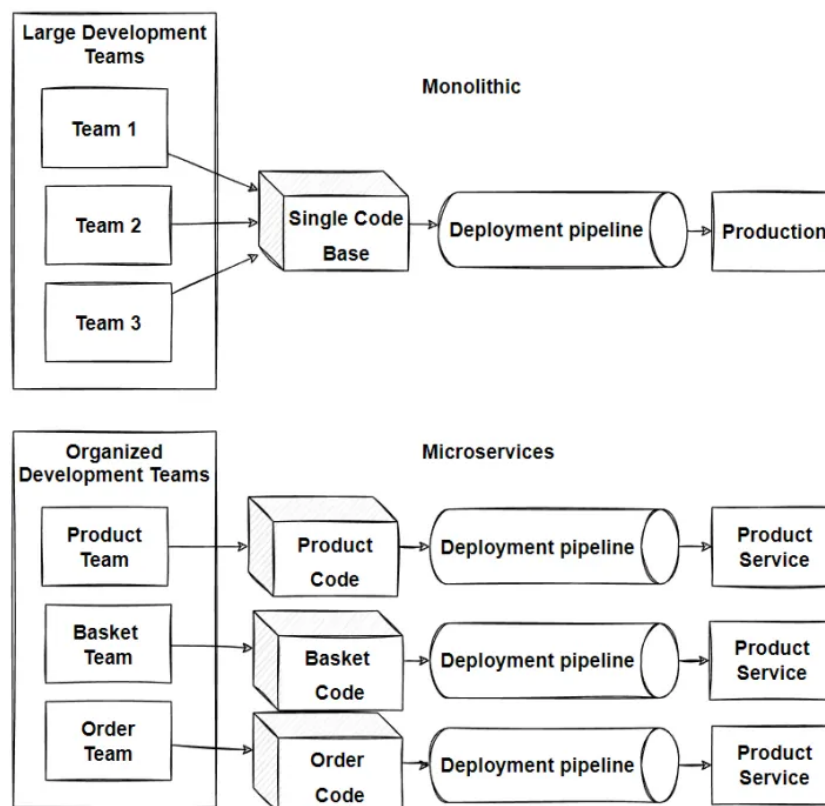 Large Development
Teams
Monolithic
Team 1
Team 2
Team 3
Single Code
Base
Deployment pipeline
Production
Organized
Development Teams
Microservices
Product
Team
Product
Code
Deployment pipeline
Product
Service
Basket
Team
Basket
Code
Deployment pipeline
Product
Service
Order
Team
Order
Code
Deployment pipeline
Product
Service